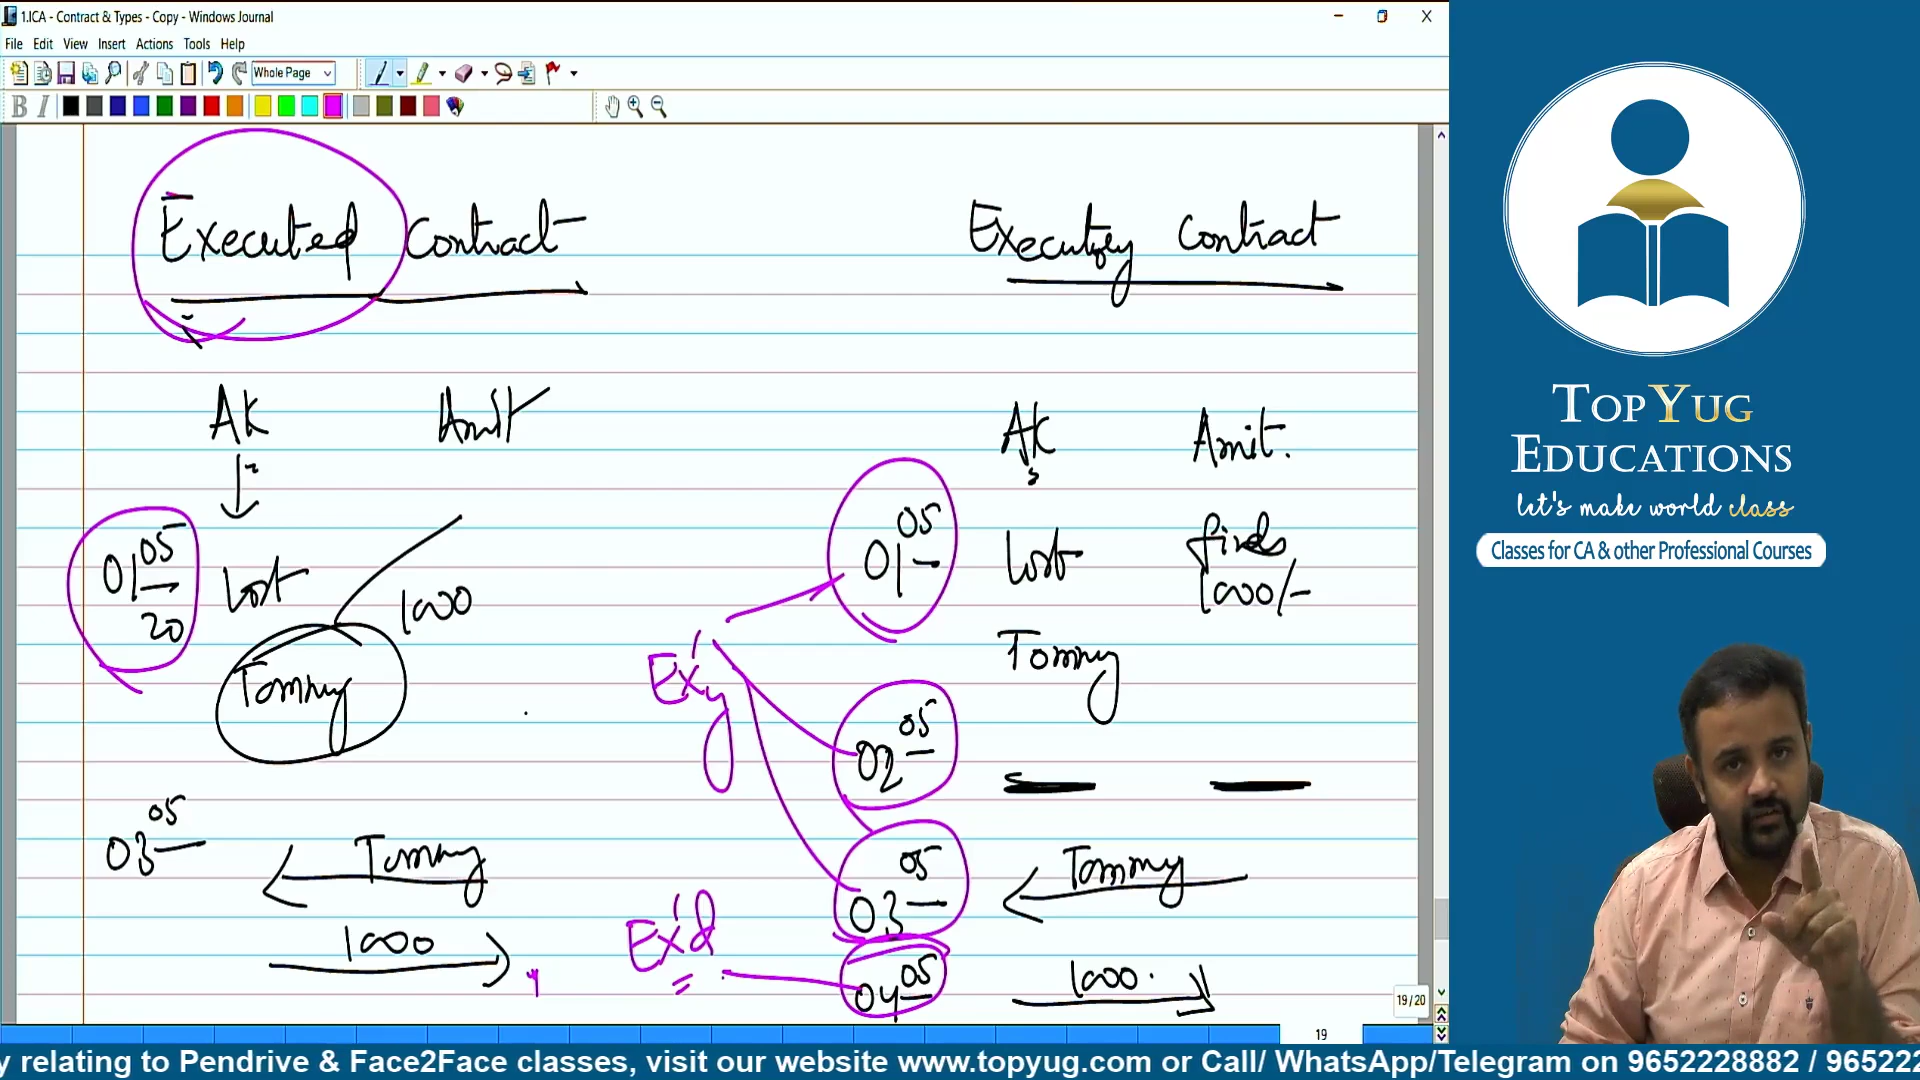 1.ICA - Contract & Types - Copy - Windows Journal
File Edit View Insert Actions Tools Help
Whole Page
B I
Executed Contract
Executory Contract
AK Amit
AK Amit.
01 05 20 Lost 1000
Tommy
01 05 Lost finds
1000/-
Tommy
Ex'y
02 05
03 05 Tommy
03 05 Tommy
1000
Ex'd
04 05 1000.
19/20
19
TOPYUG
EDUCATIONS
let's make world class
Classes for CA & other Professional Courses
y relating to Pendrive & Face2Face classes, visit our website www.topyug.com or Call/ WhatsApp/Telegram on 9652228882 / 965222